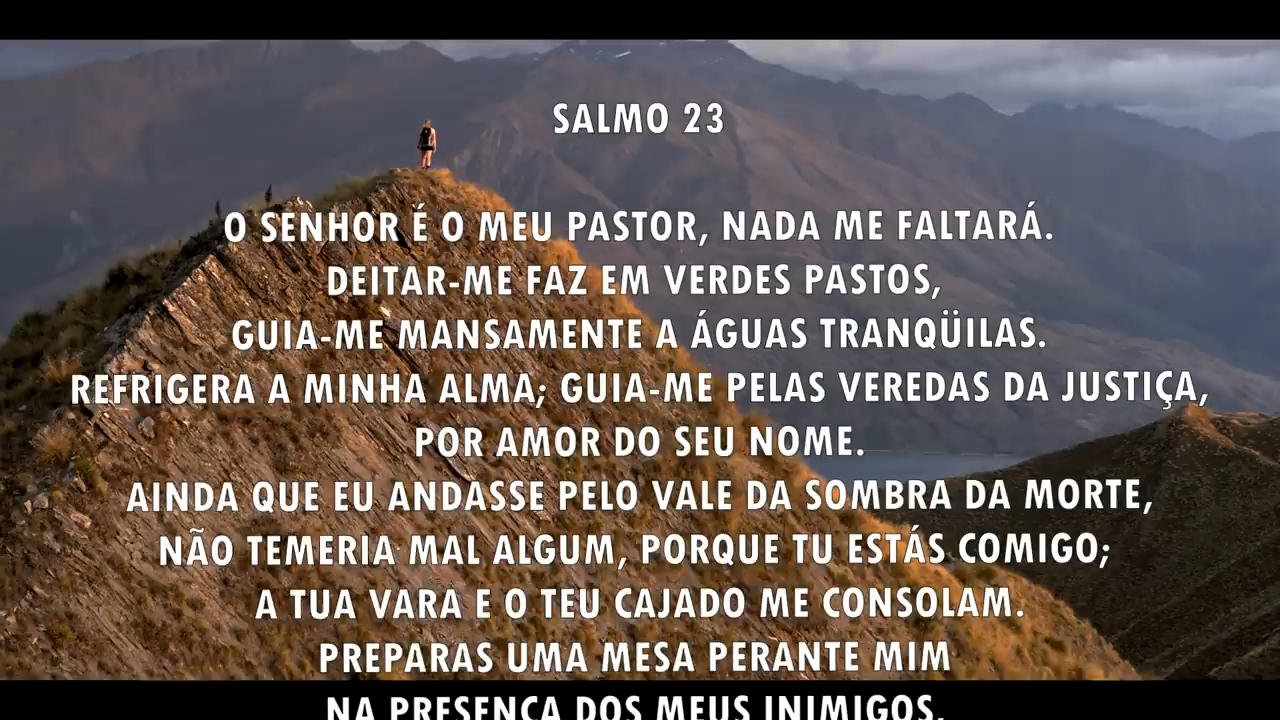 SALMO 23
O SENHOR É O MEU PASTOR, NADA ME FALTARÁ.
DEITAR-ME FAZ EM VERDES PASTOS,
GUIA-ME MANSAMENTE A ÁGUAS TRANQÜILAS.
REFRIGERA A MINHA ALMA; GUIA-ME PELAS VEREDAS DA JUSTIÇA,
POR AMOR DO SEU NOME.
AINDA QUE EU ANDASSE PELO VALE DA SOMBRA DA MORTE,
NÃO TEMERIA MAL ALGUM, PORQUE TU ESTÁS COMIGO;
A TUA VARA E O TEU CAJADO ME CONSOLAM.
PREPARAS UMA MESA PERANTE MIM
NA PRESENÇA DOS MEUS INIMIGOS,